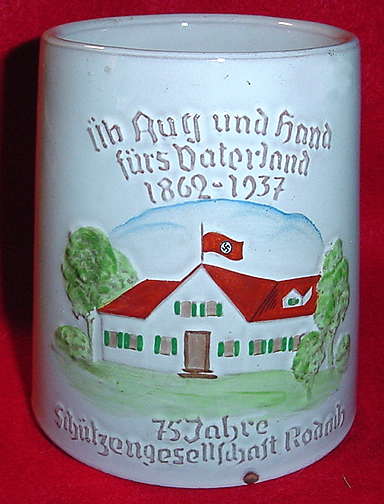 Üb Aug und Hand
fürs Vaterland
1862-1937
75 Jahre
Schützengesellschaft Rodach